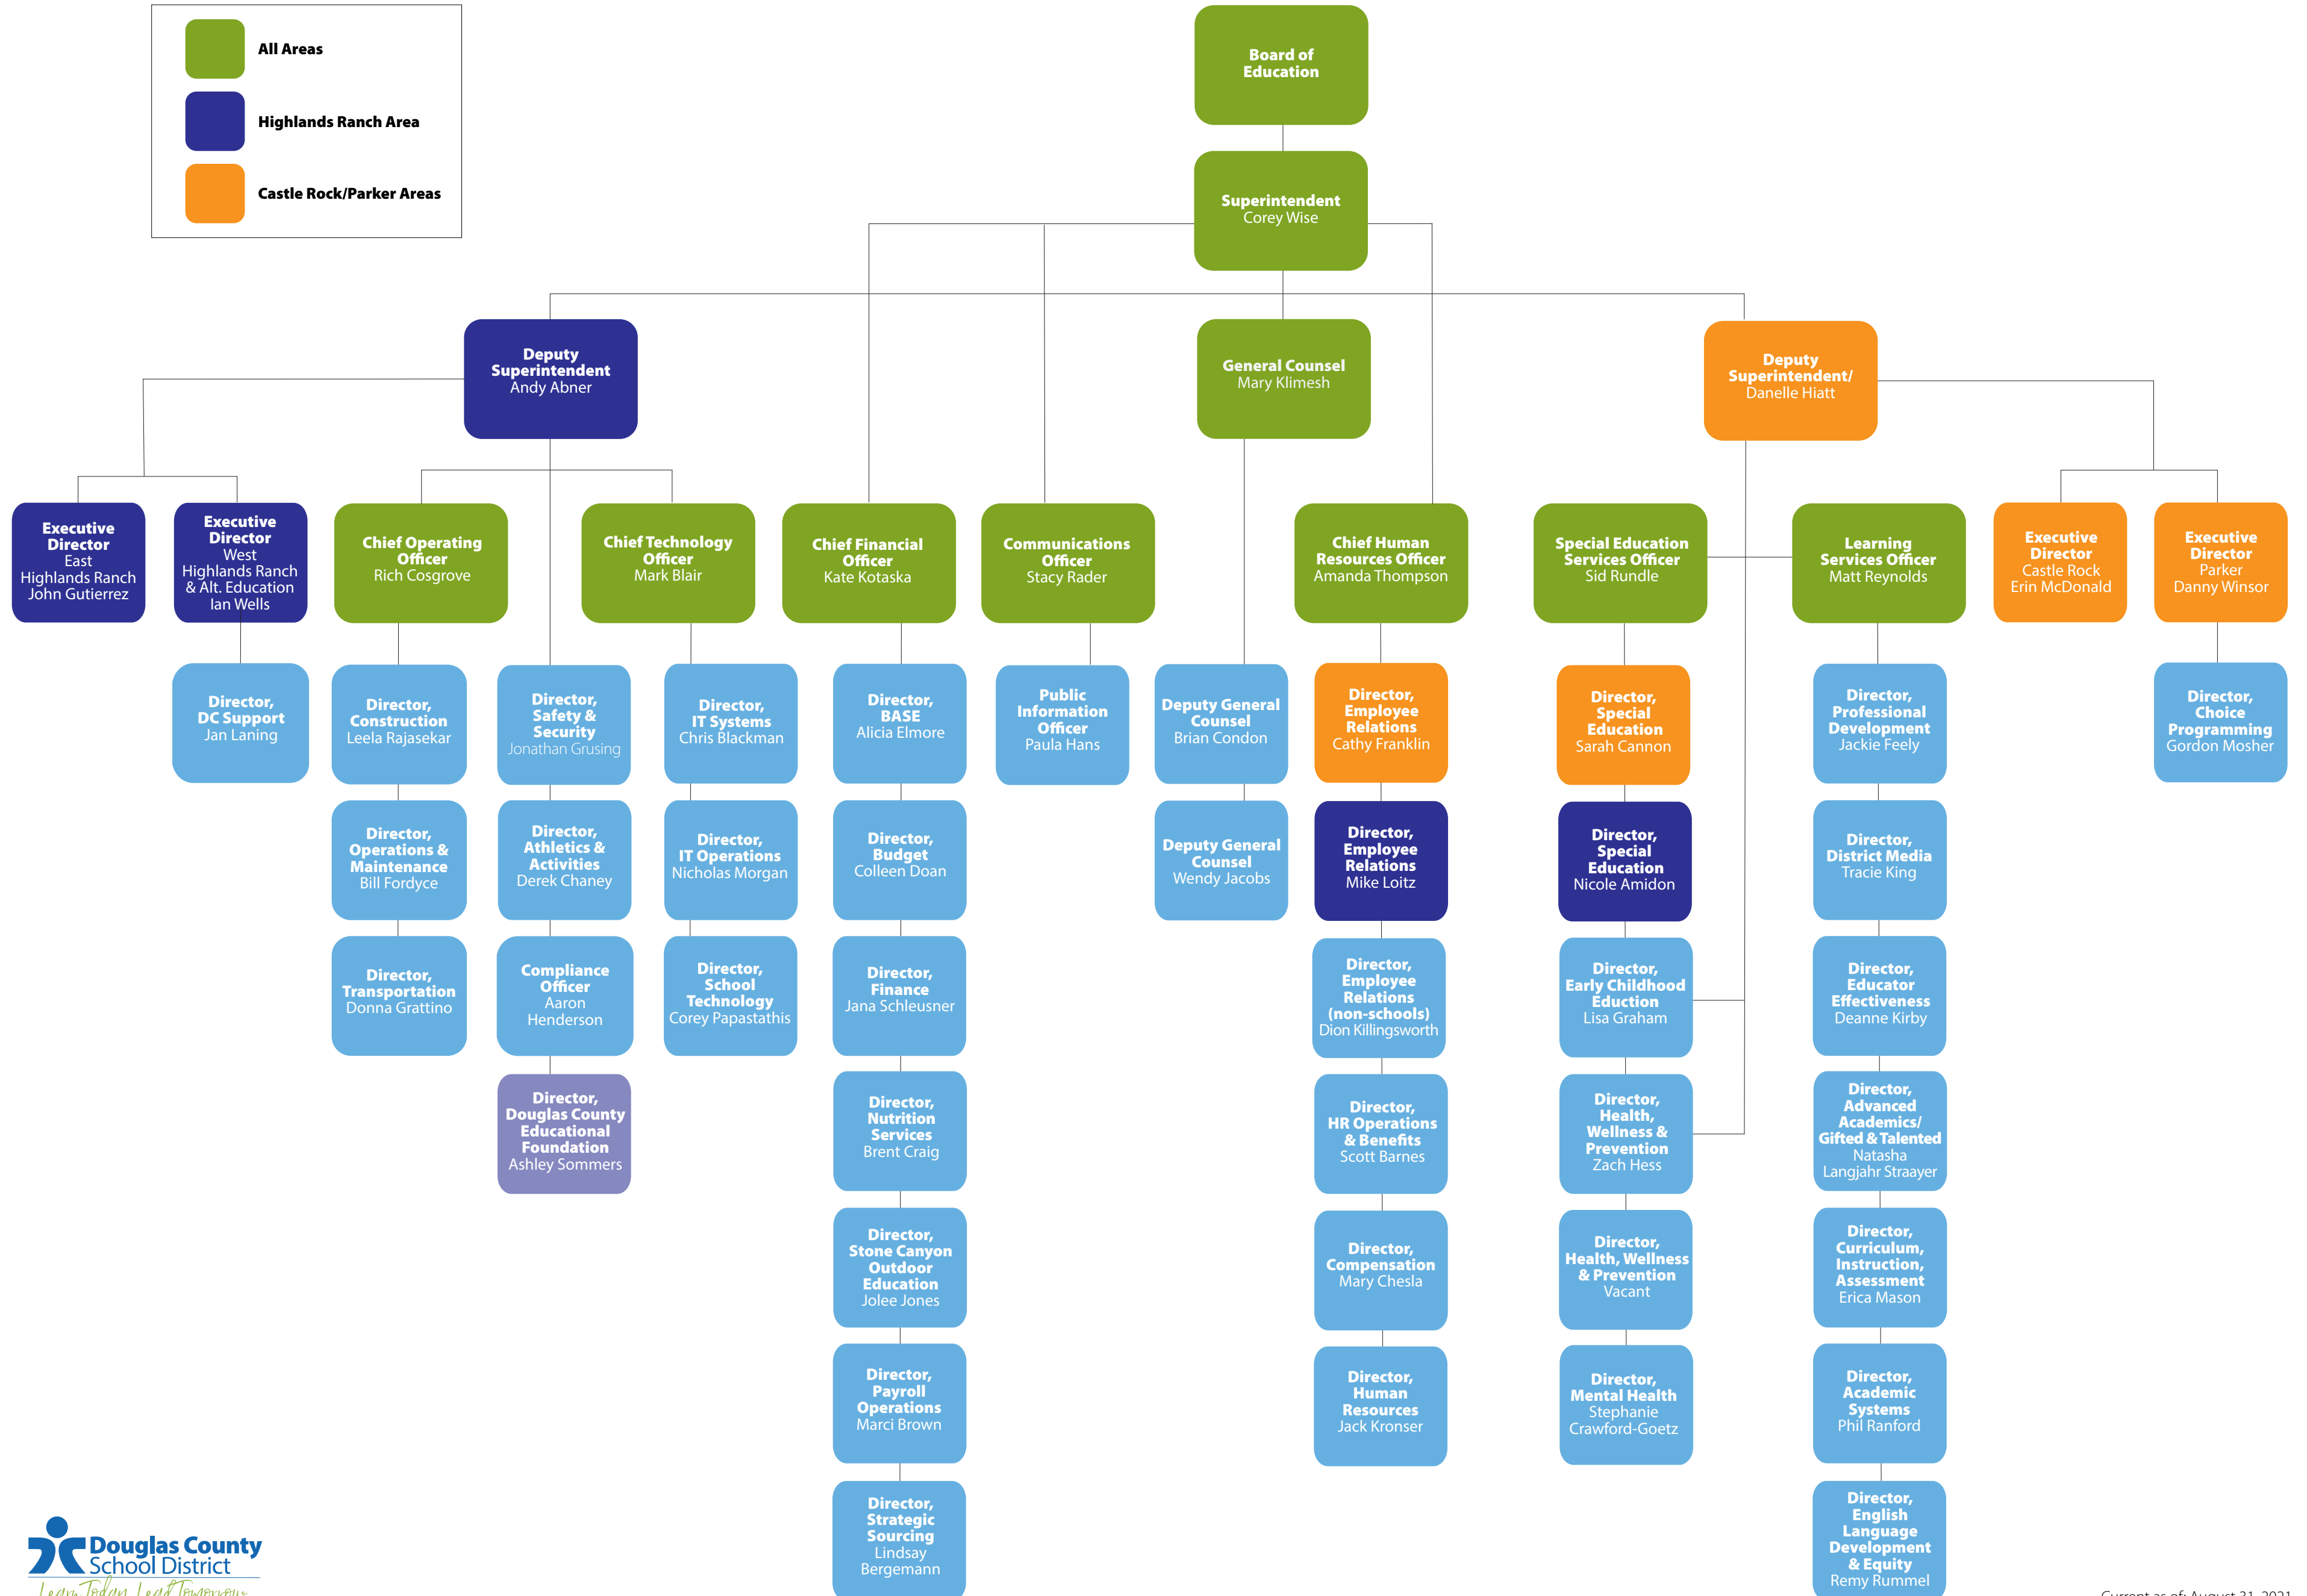 All Areas
Highlands Ranch Area
Castle Rock/Parker Areas
Board of
Education
Superintendent
Corey Wise
Deputy
Superintendent
Andy Abner
General Counsel
Mary Klimesh
Deputy
Superintendent/
Danelle Hiatt
Executive
Director
East
Highlands Ranch
John Gutierrez
Executive
Director
West
Highlands Ranch
& Alt. Education
Ian Wells
Chief Operating
Officer
Rich Cosgrove
Chief Technology
Officer
Mark Blair
Chief Financial
Officer
Kate Kotaska
Communications
Officer
Stacy Rader
Chief Human
Resources Officer
Amanda Thompson
Special Education
Services Officer
Sid Rundle
Learning
Services Officer
Matt Reynolds
Executive
Director
Castle Rock
Erin McDonald
Executive
Director
Parker
Danny Winsor
Director,
DC Support
Jan Laning
Director,
Construction
Leela Rajasekar
Director,
Safety &
Security
Jonathan Grusing
Director,
IT Systems
Chris Blackman
Director,
BASE
Alicia Elmore
Public
Information
Officer
Paula Hans
Deputy General
Counsel
Brian Condon
Director,
Employee
Relations
Cathy Franklin
Director,
Special
Education
Sarah Cannon
Director,
Professional
Development
Jackie Feely
Director,
Choice
Programming
Gordon Mosher
Director,
Operations &
Maintenance
Bill Fordyce
Director,
Athletics &
Activities
Derek Chaney
Director,
IT Operations
Nicholas Morgan
Director,
Budget
Colleen Doan
Deputy General
Counsel
Wendy Jacobs
Director,
Employee
Relations
Mike Loitz
Director,
Special
Education
Nicole Amidon
Director,
District Media
Tracie King
Director,
Transportation
Donna Grattino
Compliance
Officer
Aaron
Henderson
Director,
School
Technology
Corey Papastathis
Director,
Finance
Jana Schleusner
Director,
Employee
Relations
(non-schools)
Dion Killingsworth
Director,
Early Childhood
Eduction
Lisa Graham
Director,
Educator
Effectiveness
Deanne Kirby
Director,
Douglas County
Educational
Foundation
Ashley Sommers
Director,
Nutrition
Services
Brent Craig
Director,
HR Operations
& Benefits
Scott Barnes
Director,
Health,
Wellness &
Prevention
Zach Hess
Director,
Advanced
Academics/
Gifted & Talented
Natasha
Langjahr Straayer
Director,
Stone Canyon
Outdoor
Education
Jolee Jones
Director,
Compensation
Mary Chesla
Director,
Health, Wellness
& Prevention
Vacant
Director,
Curriculum,
Instruction,
Assessment
Erica Mason
Director,
Payroll
Operations
Marci Brown
Director,
Human
Resources
Jack Kronser
Director,
Mental Health
Stephanie
Crawford-Goetz
Director,
Academic
Systems
Phil Ranford
Director,
Strategic
Sourcing
Lindsay
Bergemann
Director,
English
Language
Development
& Equity
Remy Rummel
Douglas County
School District
Learn Today Lead Tomorrow
Current as of: August 31, 2021